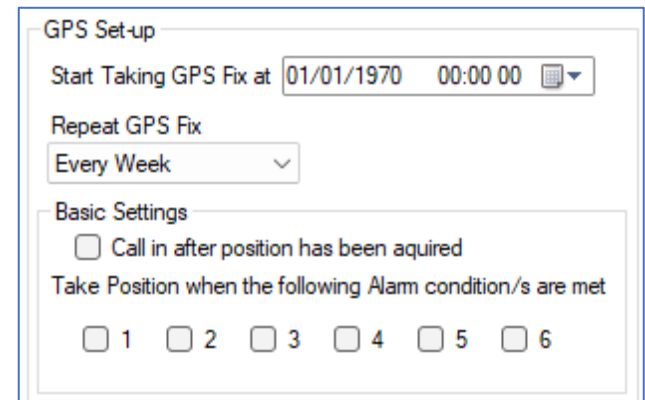 GPS Set-up
Start Taking GPS Fix at 01/01/1970 00:00 00
Repeat GPS Fix
Every Week
Basic Settings
Call in after position has been aquired
Take Position when the following Alarm condition/s are met
1 2 3 4 5 6